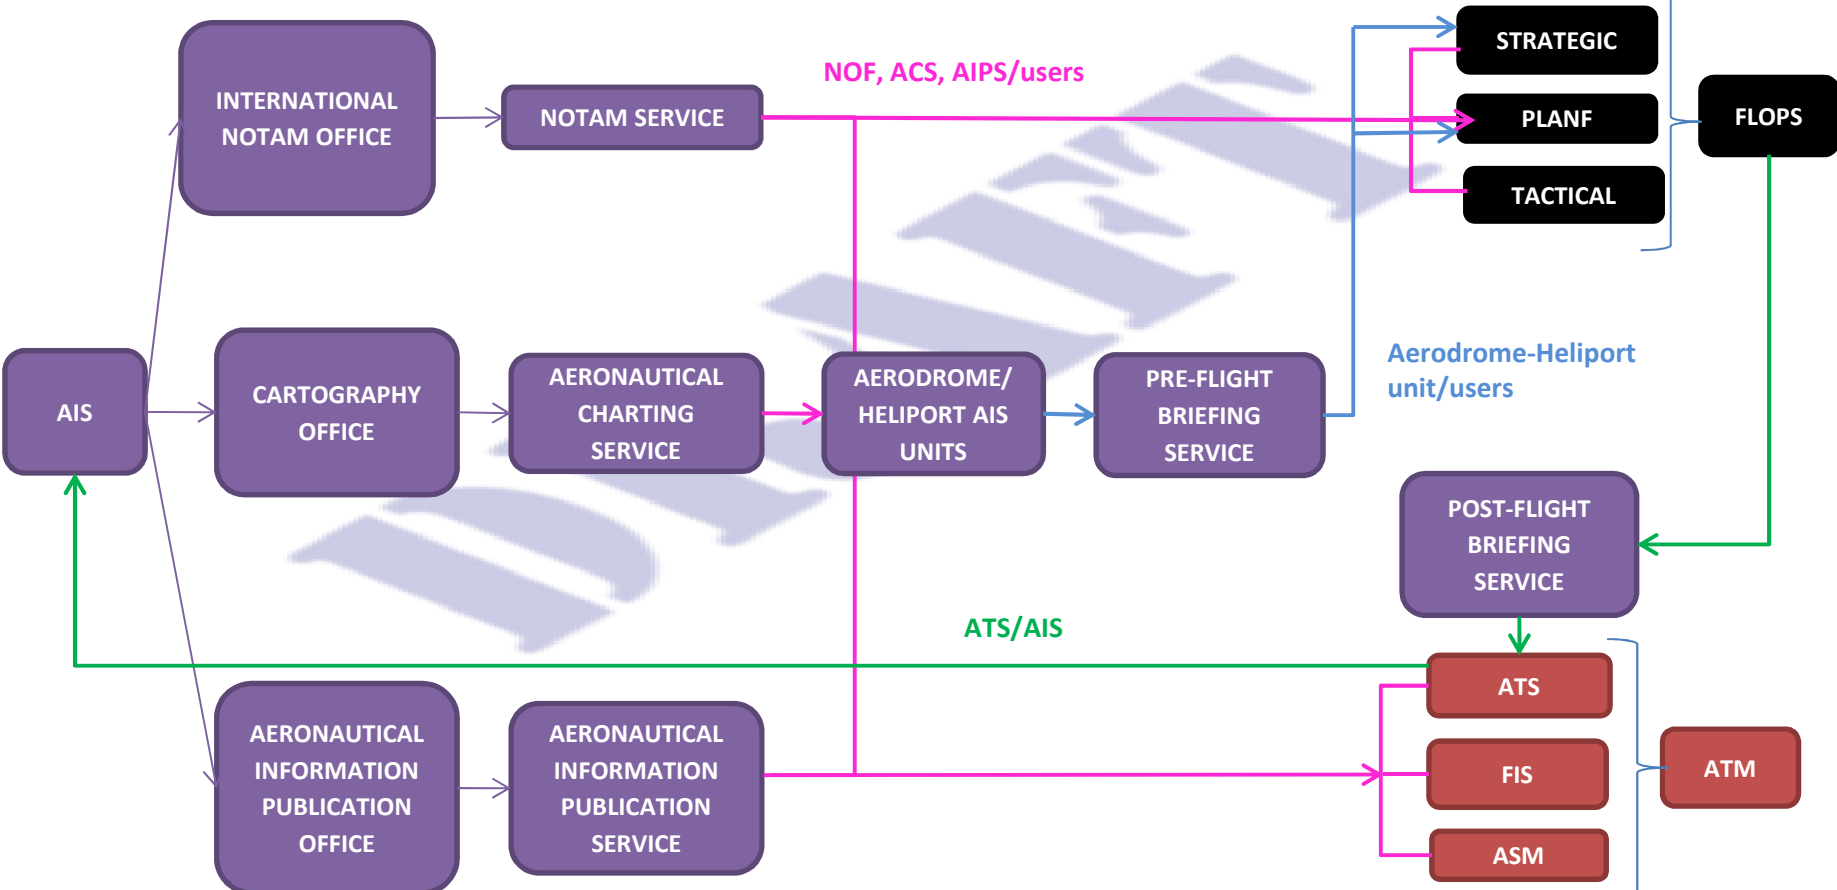 STRATEGIC
NOF, ACS, AIPS/users
INTERNATIONAL
NOTAM OFFICE
NOTAM SERVICE
PLANF
FLOPS
TACTICAL
AIS
CARTOGRAPHY
OFFICE
AERONAUTICAL
CHARTING
SERVICE
AERODROME/
HELIPORT AIS
UNITS
PRE-FLIGHT
BRIEFING
SERVICE
Aerodrome-Heliport
unit/users
POST-FLIGHT
BRIEFING
SERVICE
ATS/AIS
ATS
AERONAUTICAL
INFORMATION
PUBLICATION
OFFICE
AERONAUTICAL
INFORMATION
PUBLICATION
SERVICE
FIS
ATM
ASM